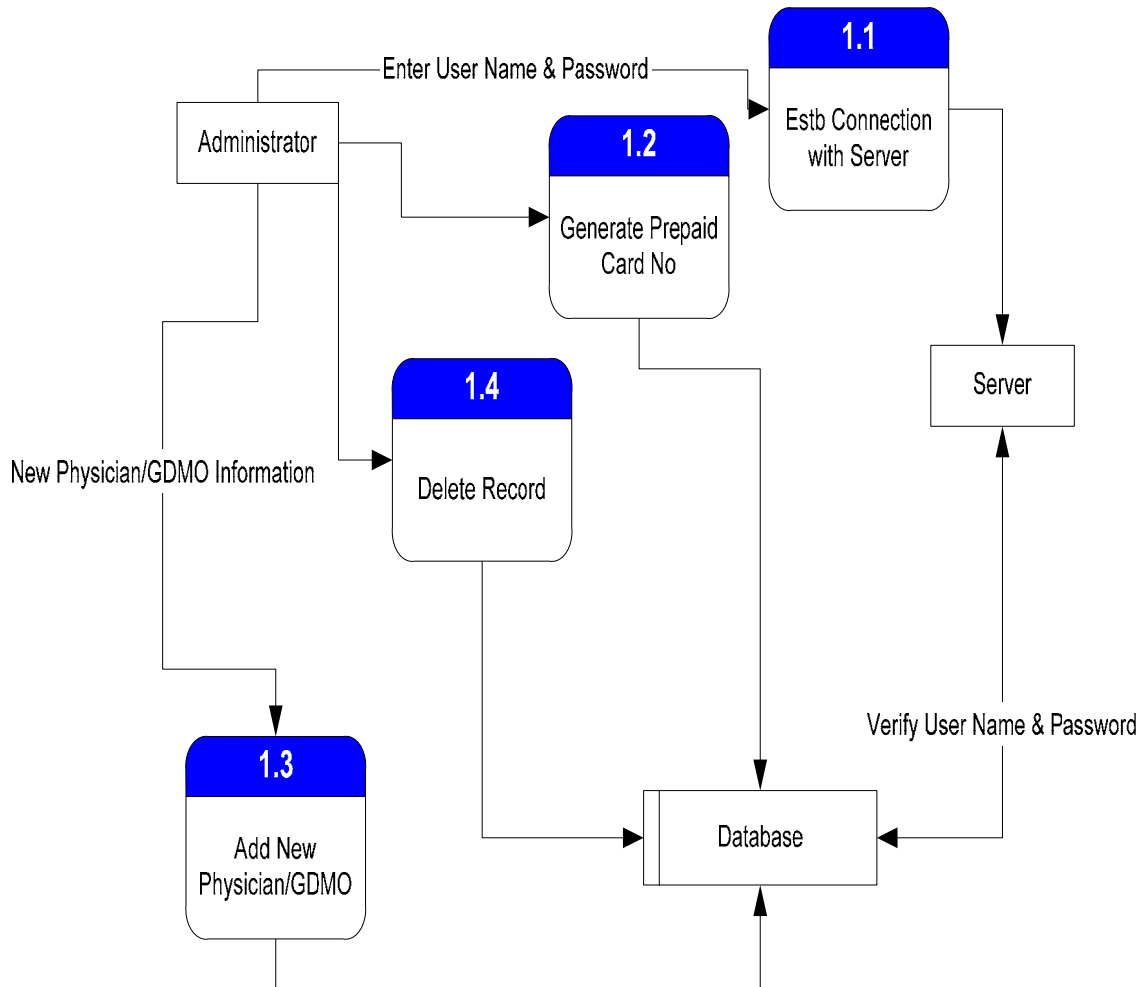 1.1
Enter User Name & Password
Estb Connection
with Server
Administrator
1.2
Generate Prepaid
Card No
Server
1.4
Delete Record
New Physician/GDMO Information
Verify User Name & Password
1.3
Add New
Physician/GDMO
Database